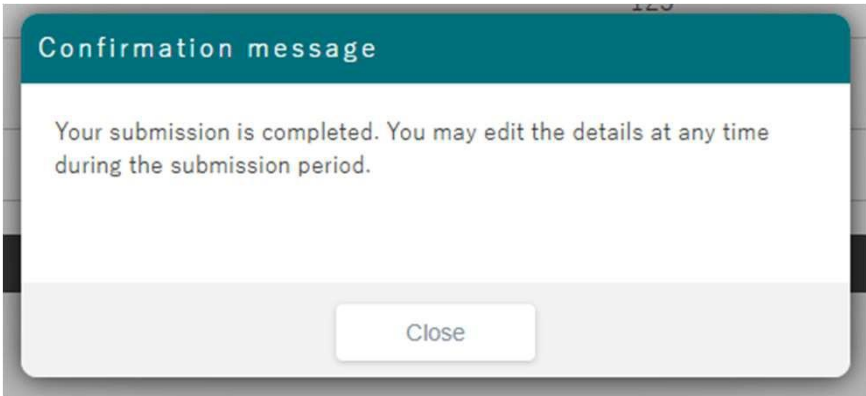 Confirmation message
Your submission is completed. You may edit the details at any time
during the submission period.
Close